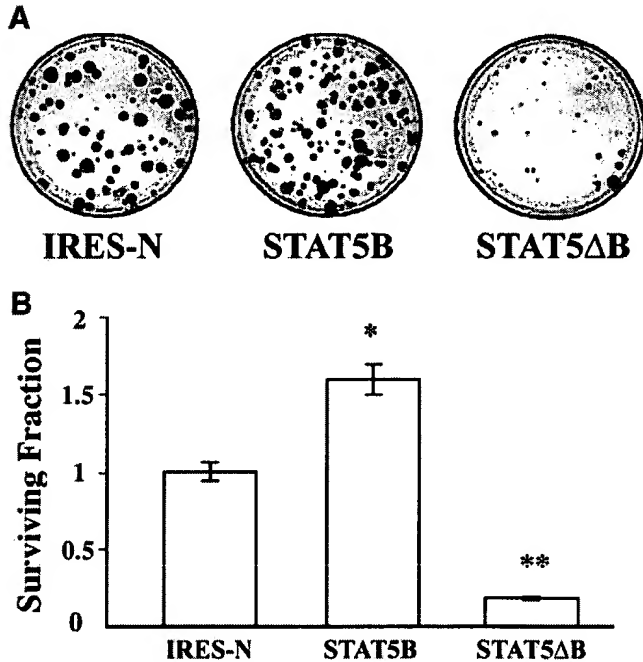 A
IRES-N STAT5B STAT5ΔB
B
Surviving Fraction
2
1.5
1
0.5
0
*
**
IRES-N STAT5B STAT5ΔB